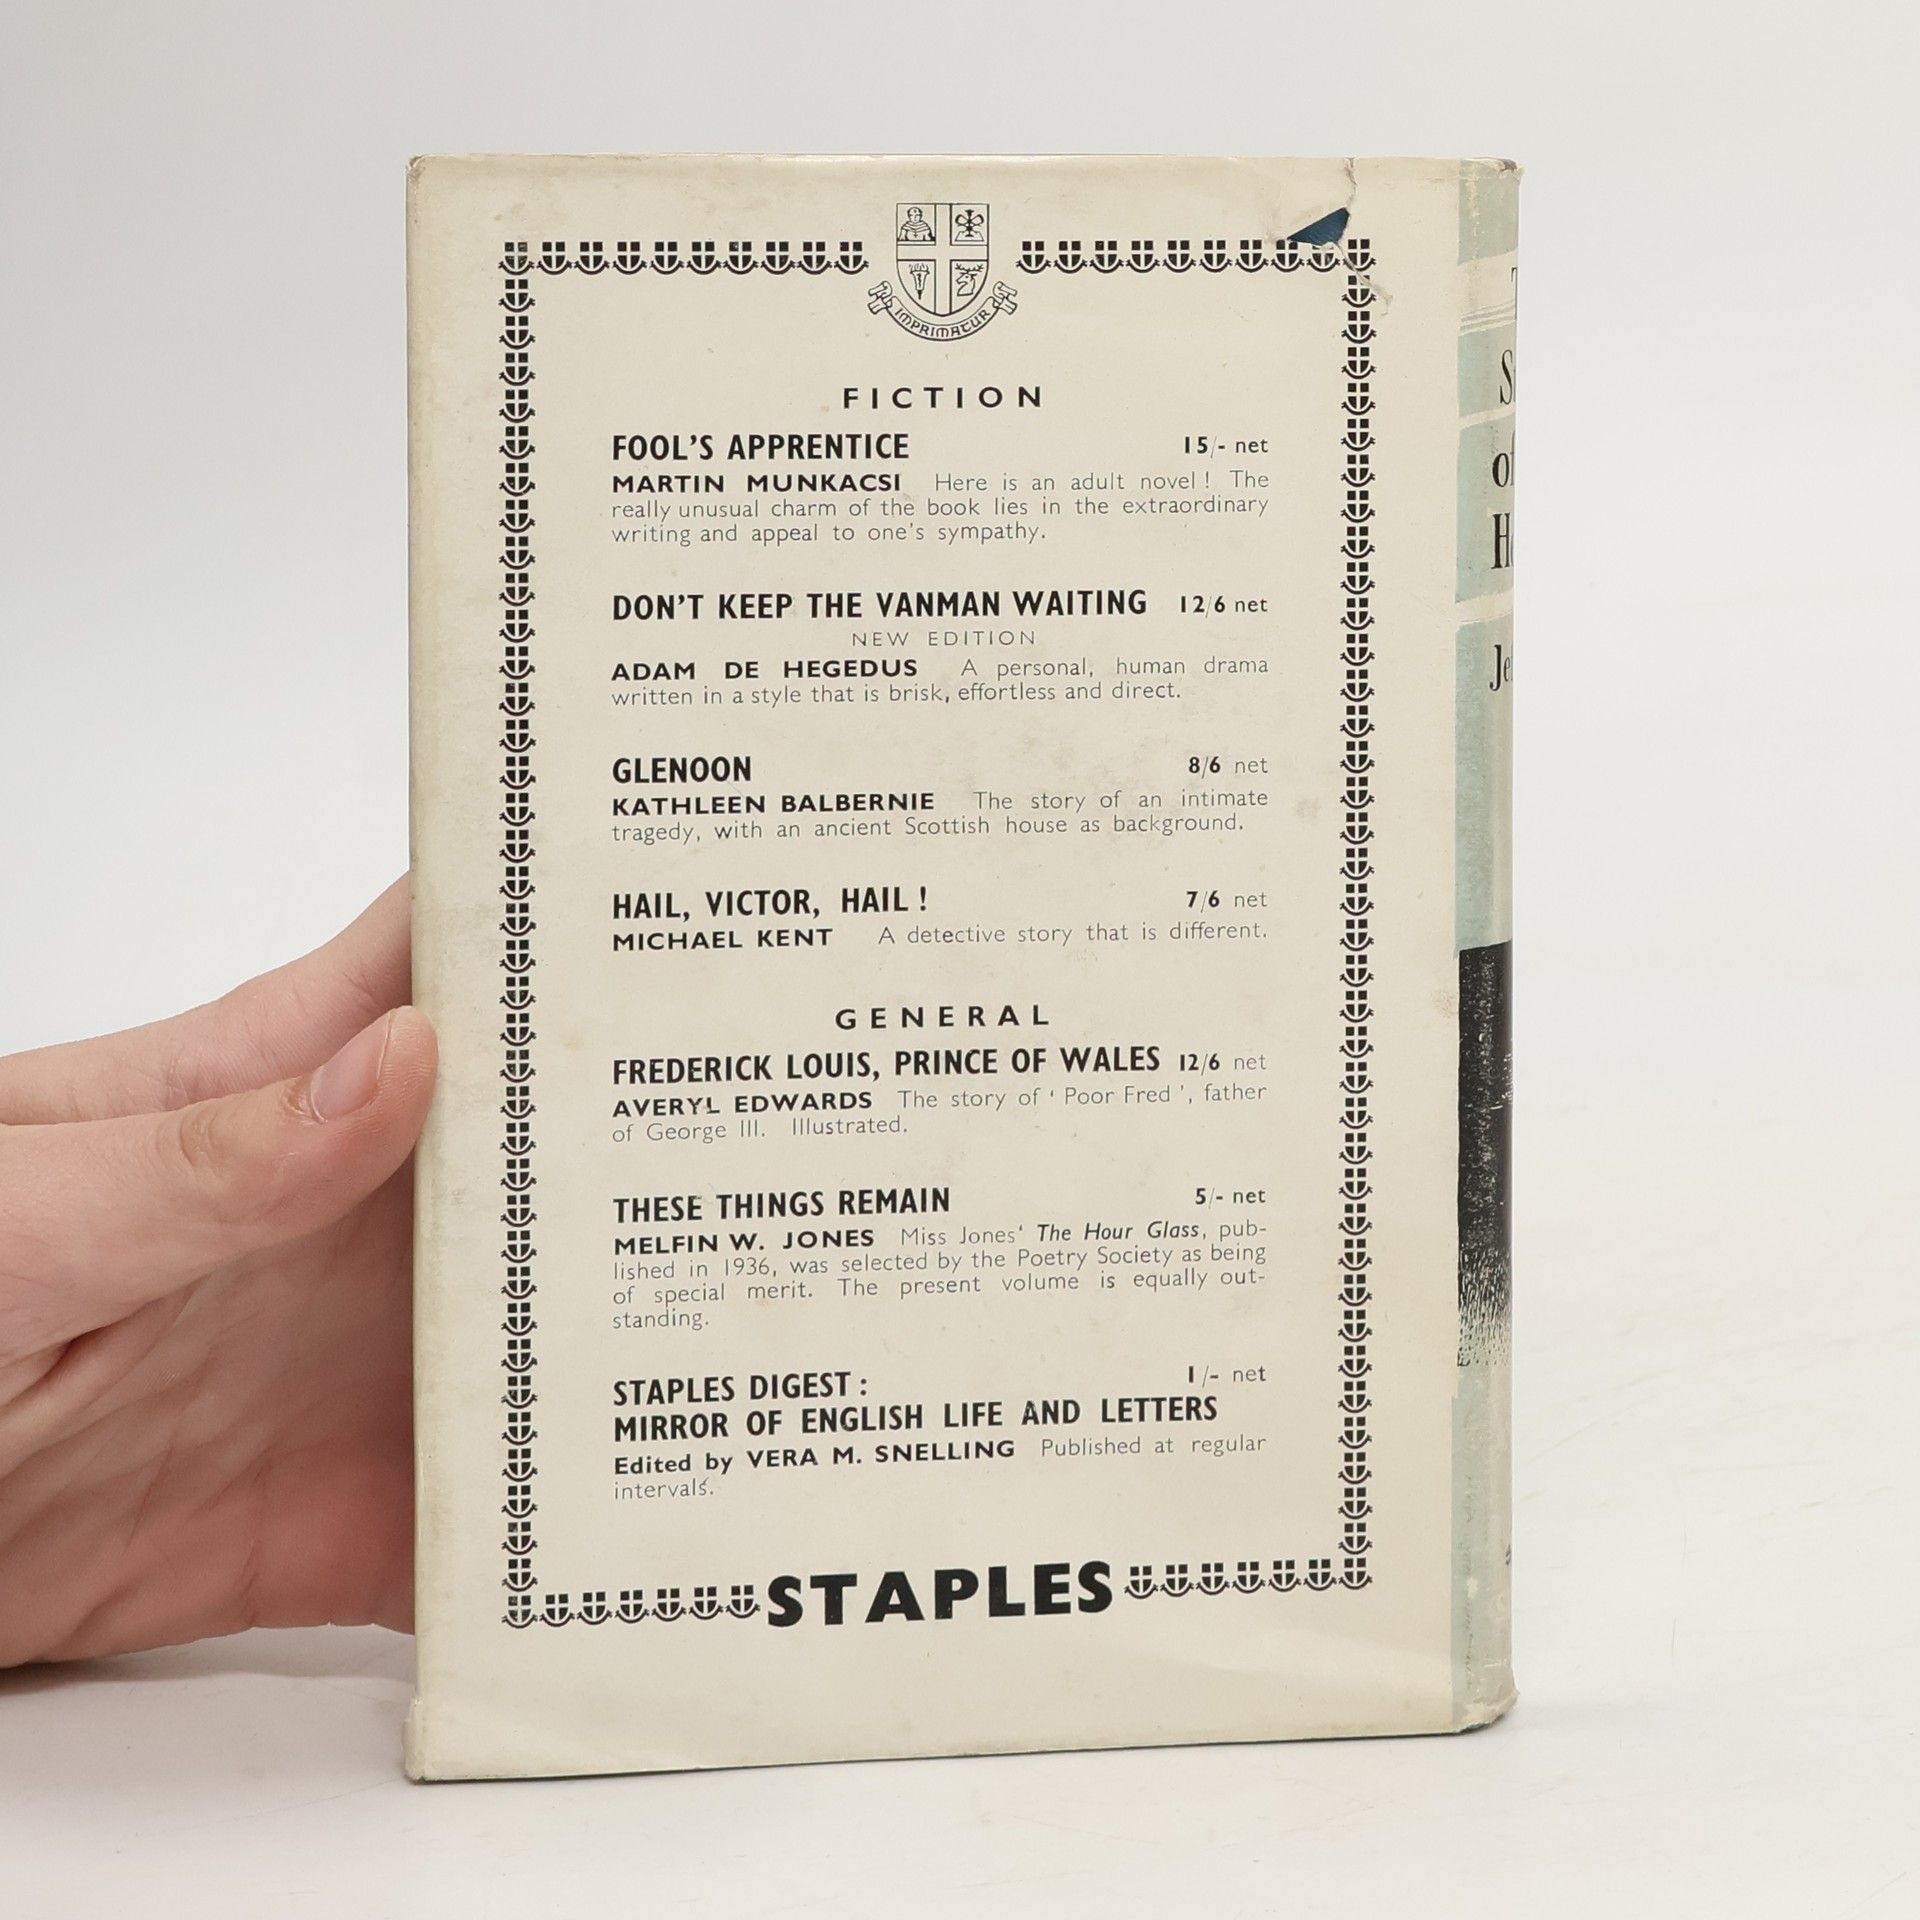 IMPRIMATUR
FICTION
FOOL'S APPRENTICE 15/- net
MARTIN MUNKACSI Here is an adult novel! The
really unusual charm of the book lies in the extraordinary
writing and appeal to one's sympathy.
DON'T KEEP THE VANMAN WAITING 12/6 net
NEW EDITION
ADAM DE HEGEDUS A personal, human drama
written in a style that is brisk, effortless and direct.
GLENOON 8/6 net
KATHLEEN BALBERNIE The story of an intimate
tragedy, with an ancient Scottish house as background.
HAIL, VICTOR, HAIL! 7/6 net
MICHAEL KENT A detective story that is different.
GENERAL
FREDERICK LOUIS, PRINCE OF WALES 12/6 net
AVERYL EDWARDS The story of ' Poor Fred ', father
of George III. Illustrated.
THESE THINGS REMAIN 5/- net
MELFIN W. JONES Miss Jones' The Hour Glass, pub-
lished in 1936, was selected by the Poetry Society as being
of special merit. The present volume is equally out-
standing.
STAPLES DIGEST: 1/- net
MIRROR OF ENGLISH LIFE AND LETTERS
Edited by VERA M. SNELLING Published at regular
intervals.
STAPLES